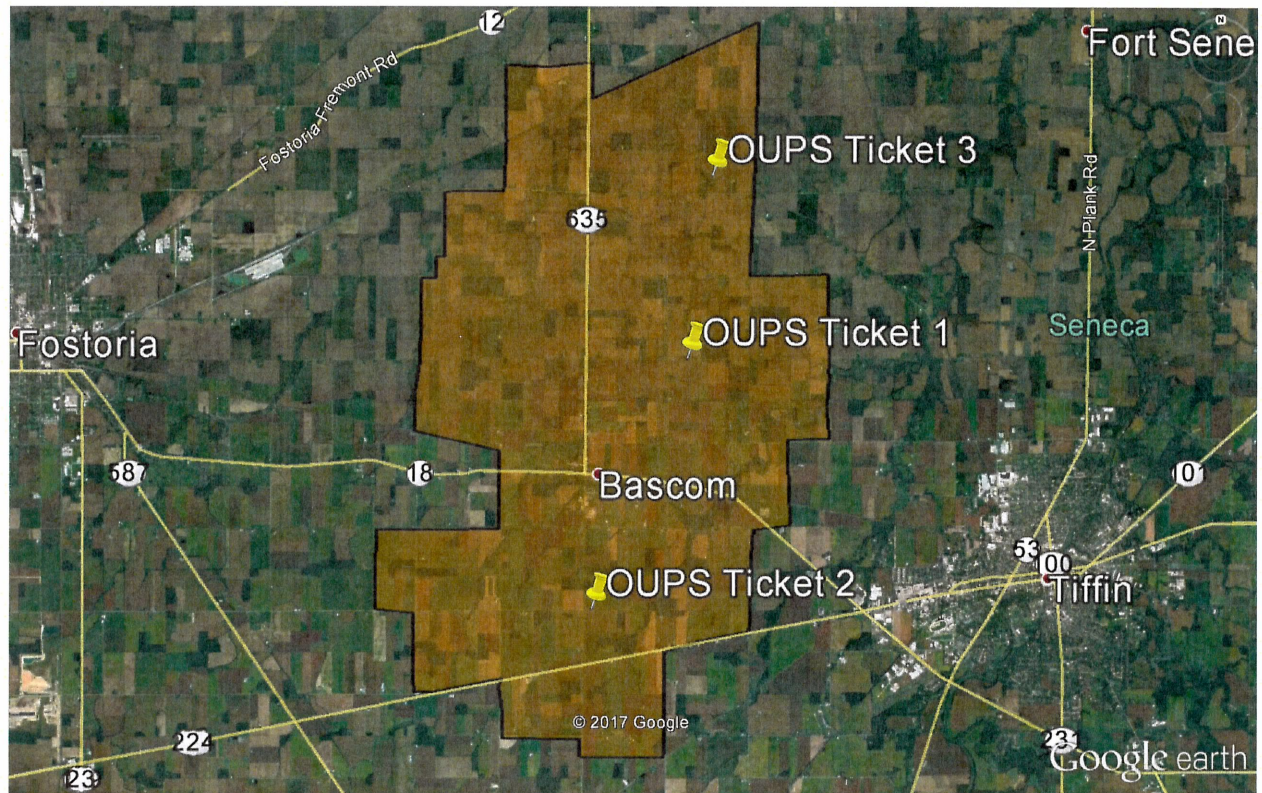 12
Fort Sene
N
Fostoria Fremont Rd
OUPS Ticket 3
N Plank Rd
635
Seneca
OUPS Ticket 1
Fostoria
587
18
101
Bascom
53
100
OUPS Ticket 2
Tiffin
© 2017 Google
224
23
23
Google earth